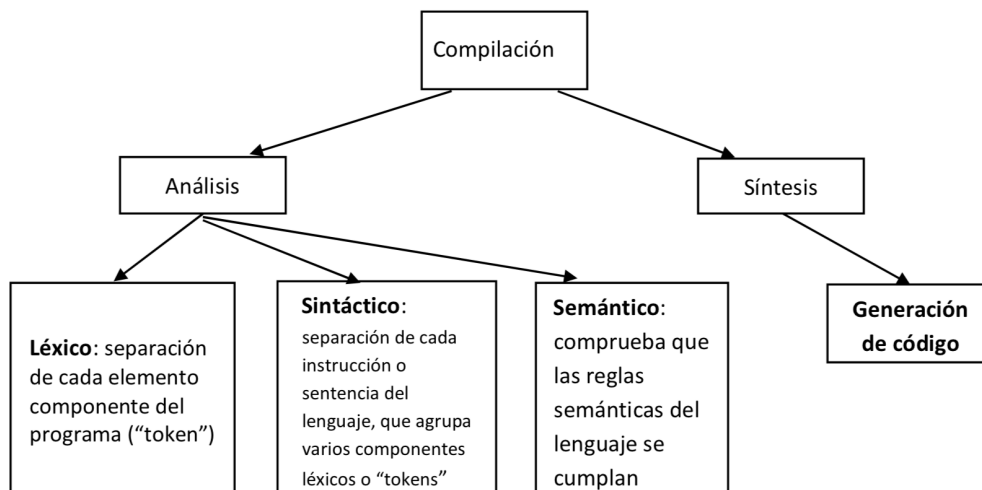 Compilación
Análisis
Síntesis
Léxico: separación
de cada elemento
componente del
programa (“token”)
Sintáctico:
separación de cada
instrucción o
sentencia del
lenguaje, que agrupa
varios componentes
léxicos o “tokens”
Semántico:
comprueba que
las reglas
semánticas del
lenguaje se
cumplan
Generación
de código